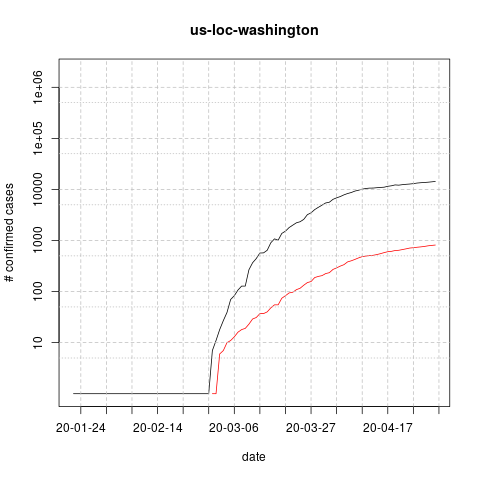 us-loc-washington
# confirmed cases
1e+06
1e+05
10000
1000
100
10
20-01-24 20-02-14 20-03-06 20-03-27 20-04-17
date